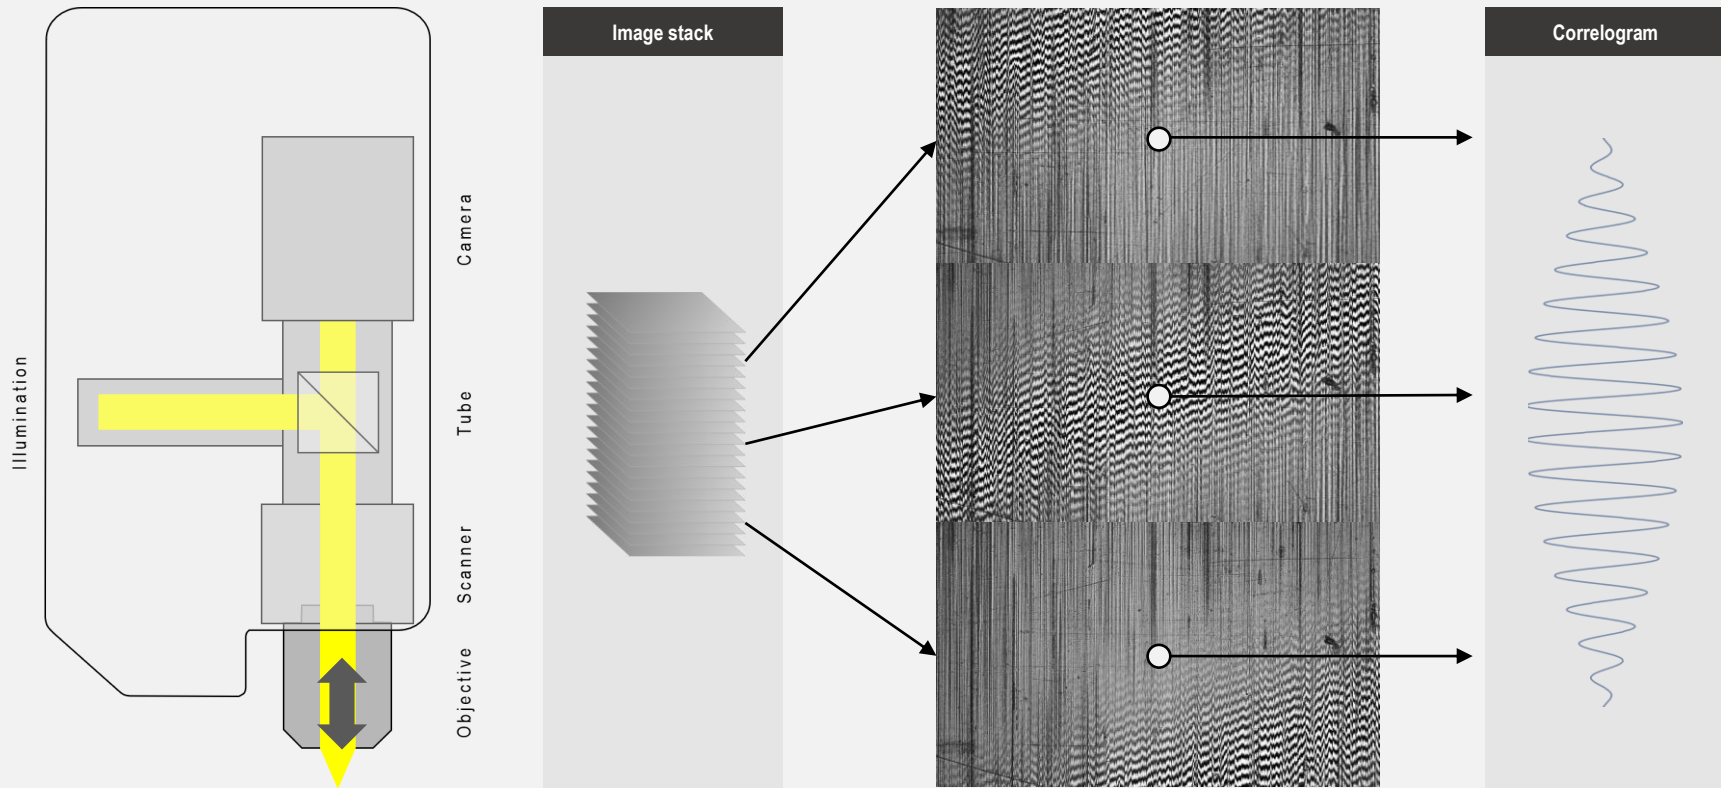 Illumination
Camera
Tube
Scanner
Objective
Image stack
Correlogram